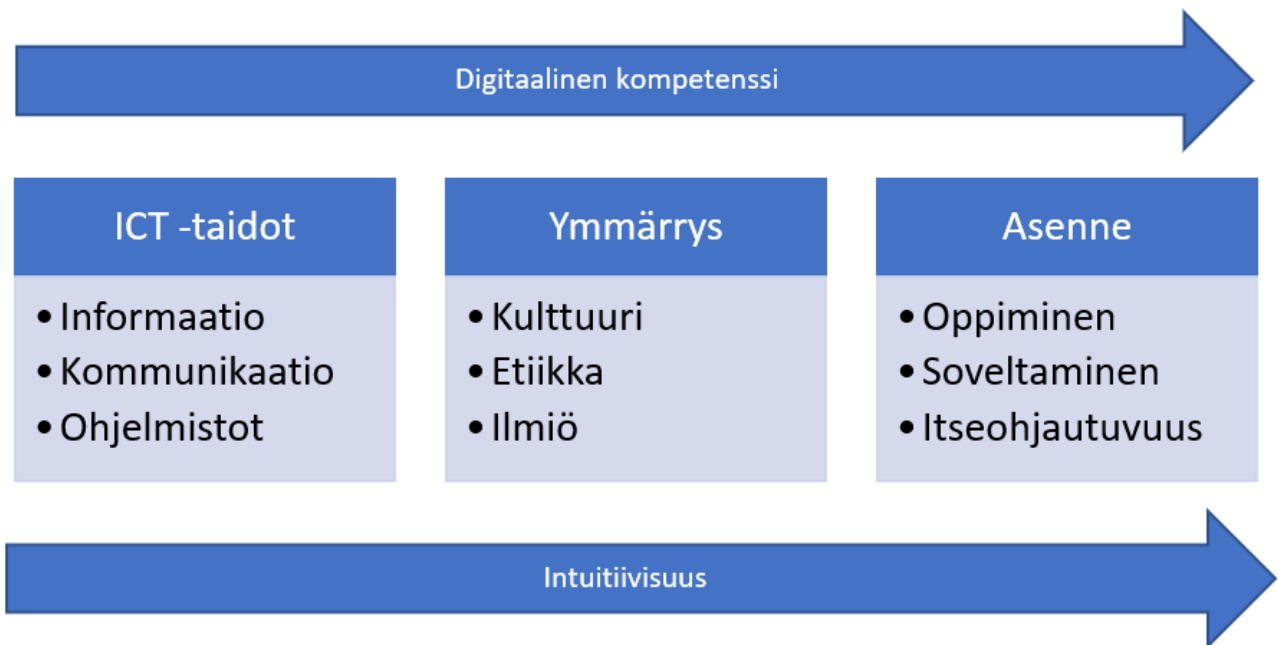 Digitaalinen kompetenssi
ICT -taidot
• Informaatio
• Kommunikaatio
• Ohjelmistot
Ymmärrys
• Kulttuuri
• Etiikka
• Ilmiö
Asenne
• Oppiminen
• Soveltaminen
• Itseohjautuvuus
Intuitiivisuus